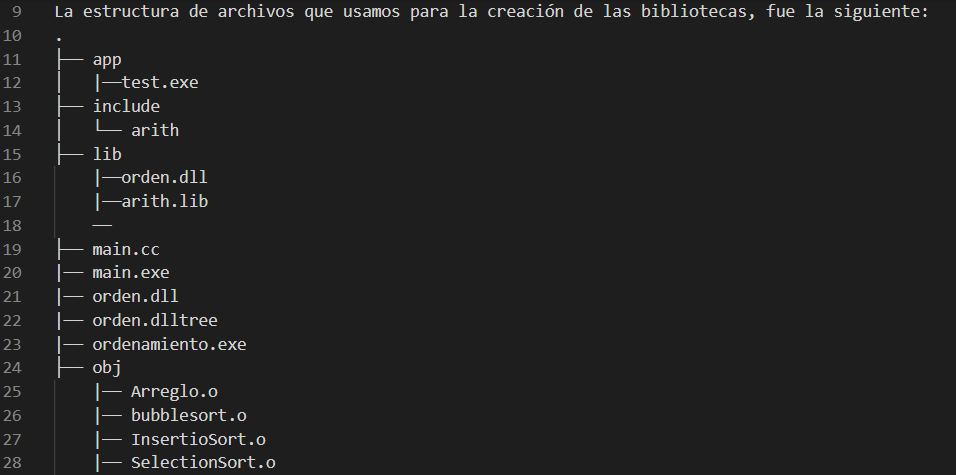 9 La estructura de archivos que usamos para la creación de las bibliotecas, fue la siguiente:
10 .
11 ├── app
12 │   |──test.exe
13 ├── include
14 │   └── arith
15 ├── lib
16     |──orden.dll
17     |──arith.lib
18     ──
19 ├── main.cc
20 |── main.exe
21 |── orden.dll
22 |── orden.dlltree
23 |── ordenamiento.exe
24 ├── obj
25     |── Arreglo.o
26     |── bubblesort.o
27     |── InsertioSort.o
28     |── SelectionSort.o